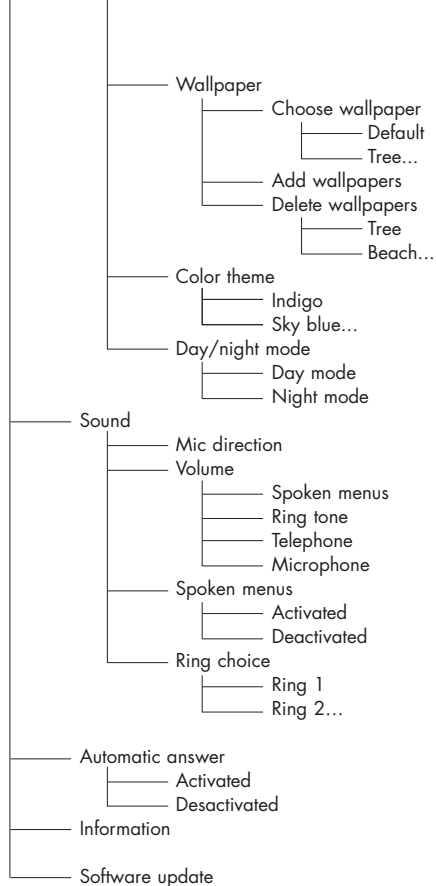 Wallpaper
Choose wallpaper
Default
Tree...
Add wallpapers
Delete wallpapers
Tree
Beach...
Color theme
Indigo
Sky blue...
Day/night mode
Day mode
Night mode
Sound
Mic direction
Volume
Spoken menus
Ring tone
Telephone
Microphone
Spoken menus
Activated
Deactivated
Ring choice
Ring 1
Ring 2...
Automatic answer
Activated
Desactivated
Information
Software update